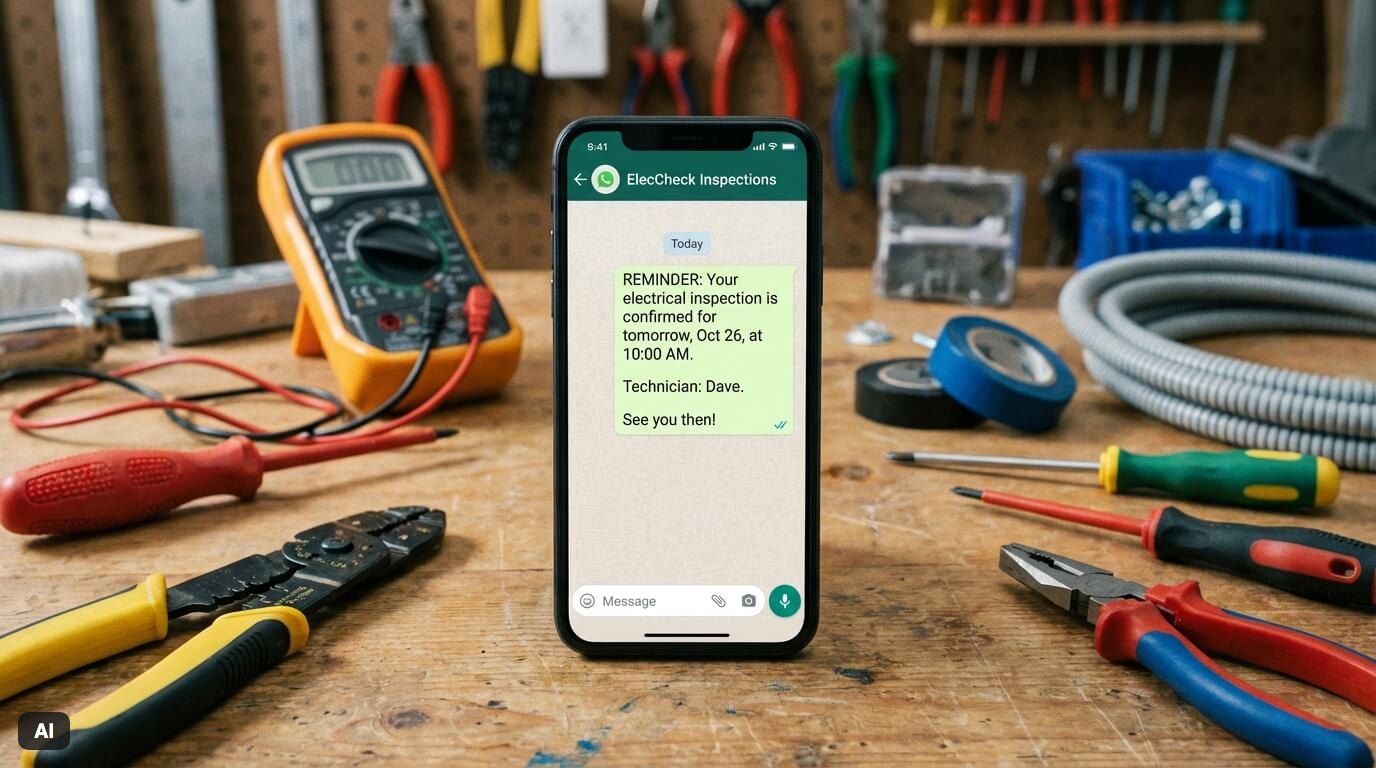 9:41
ElecCheck Inspections
Today
REMINDER: Your
electrical inspection is
confirmed for
tomorrow, Oct 26, at
10:00 AM.
Technician: Dave.
See you then!
Message
AI